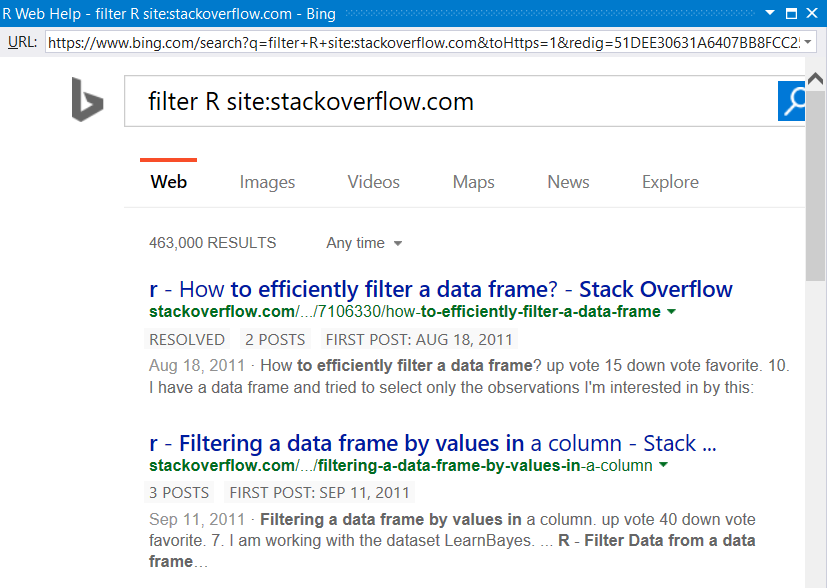 R Web Help - filter R site:stackoverflow.com - Bing
URL: https://www.bing.com/search?q=filter+R+site:stackoverflow.com&toHttps=1&redig=51DEE30631A6407BB8FCC2
filter R site:stackoverflow.com
Web Images Videos Maps News Explore
463,000 RESULTS Any time
r - How to efficiently filter a data frame? - Stack Overflow
stackoverflow.com/.../7106330/how-to-efficiently-filter-a-data-frame
RESOLVED 2 POSTS FIRST POST: AUG 18, 2011
Aug 18, 2011 · How to efficiently filter a data frame? up vote 15 down vote favorite. 10.
I have a data frame and tried to select only the observations I'm interested in by this:
r - Filtering a data frame by values in a column - Stack ...
stackoverflow.com/.../filtering-a-data-frame-by-values-in-a-column
3 POSTS FIRST POST: SEP 11, 2011
Sep 11, 2011 · Filtering a data frame by values in a column. up vote 40 down vote
favorite. 7. I am working with the dataset LearnBayes. ... R - Filter Data from a data
frame...